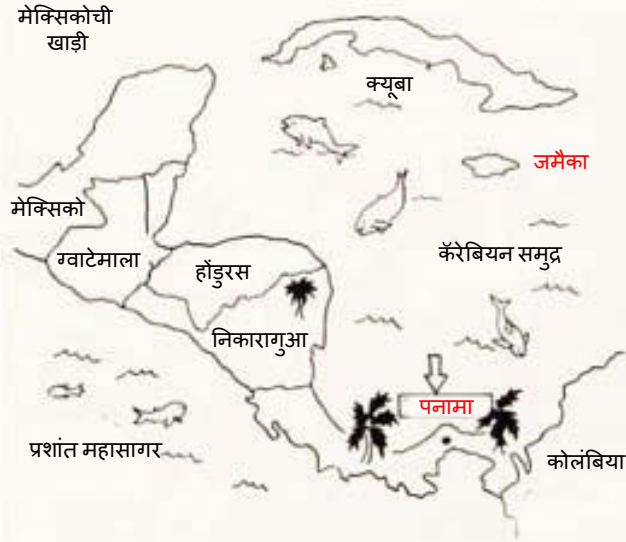 मेक्सिकोची
खाड़ी
क्यूबा
जमैका
मेक्सिको
ग्वाटेमाला
होंडुरस
कॅरेबियन समुद्र
निकारागुआ
पनामा
प्रशांत महासागर
कोलंबिया